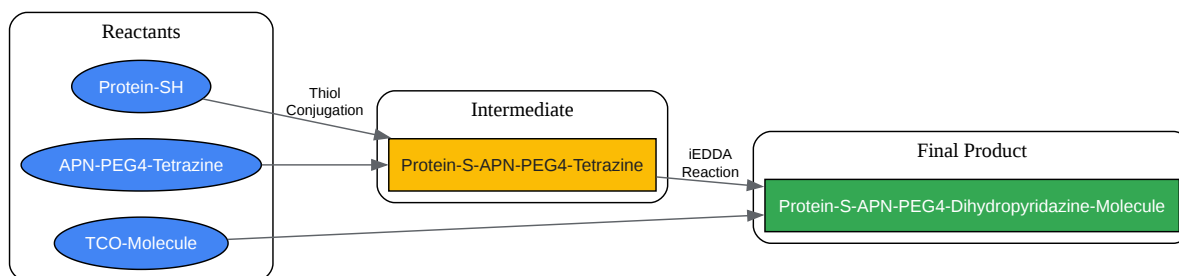 Reactants
Protein-SH
APN-PEG4-Tetrazine
TCO-Molecule
Thiol
Conjugation
Intermediate
Protein-S-APN-PEG4-Tetrazine
iEDDA
Reaction
Final Product
Protein-S-APN-PEG4-Dihydropyridazine-Molecule